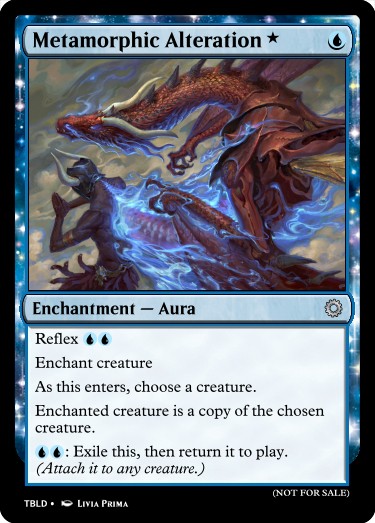 Metamorphic Alteration ★
Enchantment — Aura
Reflex
Enchant creature
As this enters, choose a creature.
Enchanted creature is a copy of the chosen
creature.
: Exile this, then return it to play.
(Attach it to any creature.)
(NOT FOR SALE)
TBLD • Livia Prima